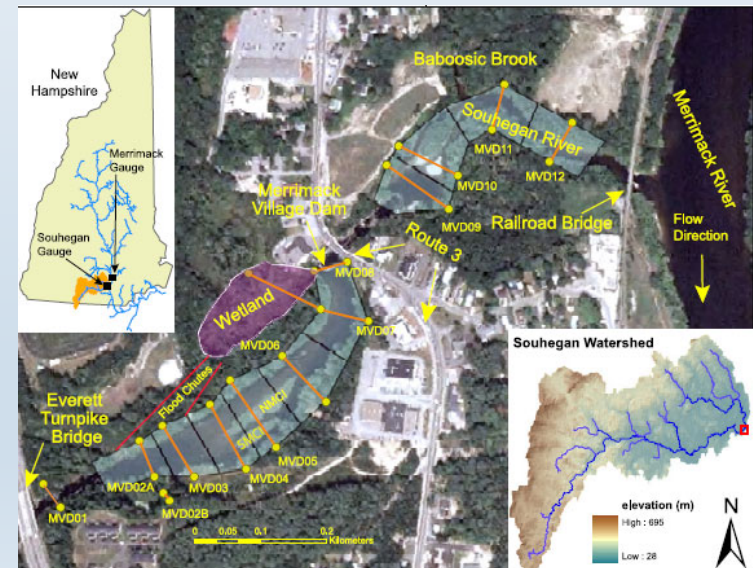 New
Hampshire
Merrimack
Gauge
Souhegan
Gauge
Baboosic Brook
Souhegan River
Merrimack River
MVD11
MVD12
MVD10
MVD09
Merrimack
Village Dam
Route 3
Railroad Bridge
Flow
Direction
MVD08
Wetland
MVD07
MVD06
Flood Chutes
NMCI
SMCI
Everett
Turnpike
Bridge
MVD05
MVD04
MVD03
MVD02A
MVD02B
MVD01
0 0.05 0.1 0.2
Kilometers
Souhegan Watershed
elevation (m)
High : 695
Low : 28
N